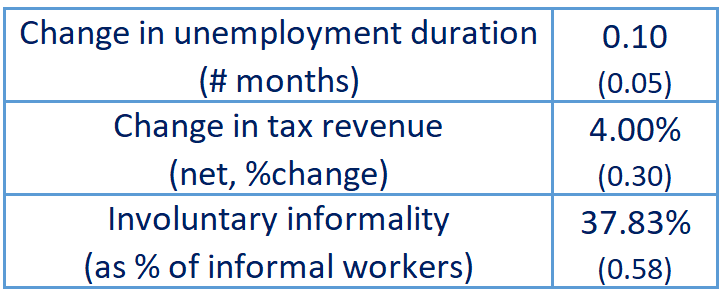 Change in unemployment duration
(# months)
0.10
(0.05)
Change in tax revenue
(net, %change)
4.00%
(0.30)
Involuntary informality
(as % of informal workers)
37.83%
(0.58)